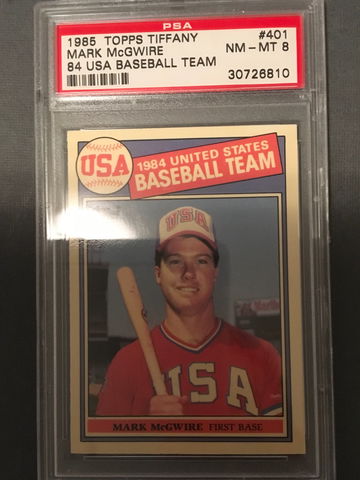 PSA
1985 TOPPS TIFFANY #401
MARK McGWIRE NM-MT 8
84 USA BASEBALL TEAM 30726810
USA
1984 UNITED STATES
BASEBALL TEAM
USA
USA
MARK McGWIRE FIRST BASE